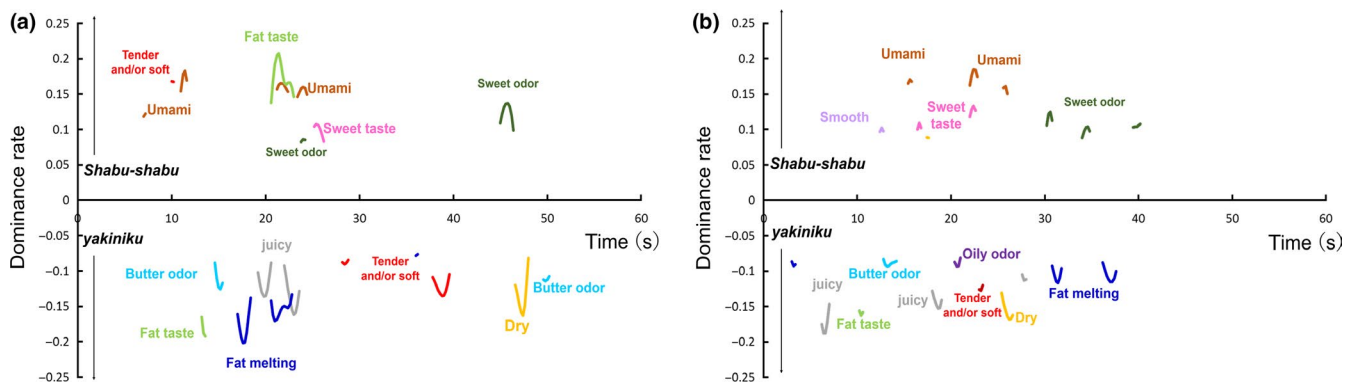 (a)
0.25
0.2
0.15
0.1
0.05
0
−0.05
−0.1
−0.15
−0.2
−0.25
Dominance rate
Tender
and/or soft
Umami
Fat taste
Umami
Sweet taste
Sweet odor
Sweet odor
Shabu-shabu
0 10 20 30 40 50 60
yakiniku
Time (s)
juicy
Butter odor
Tender
and/or soft
Butter odor
Fat taste
Dry
Fat melting
(b)
0.25
0.2
0.15
0.1
0.05
0
−0.05
−0.1
−0.15
−0.2
−0.25
Dominance rate
Umami
Umami
Smooth
Sweet
taste
Sweet odor
Shabu-shabu
0 10 20 30 40 50 60
yakiniku
Time (s)
Oily odor
Butter odor
juicy
juicy
Fat melting
Tender
and/or soft
Fat taste
Dry